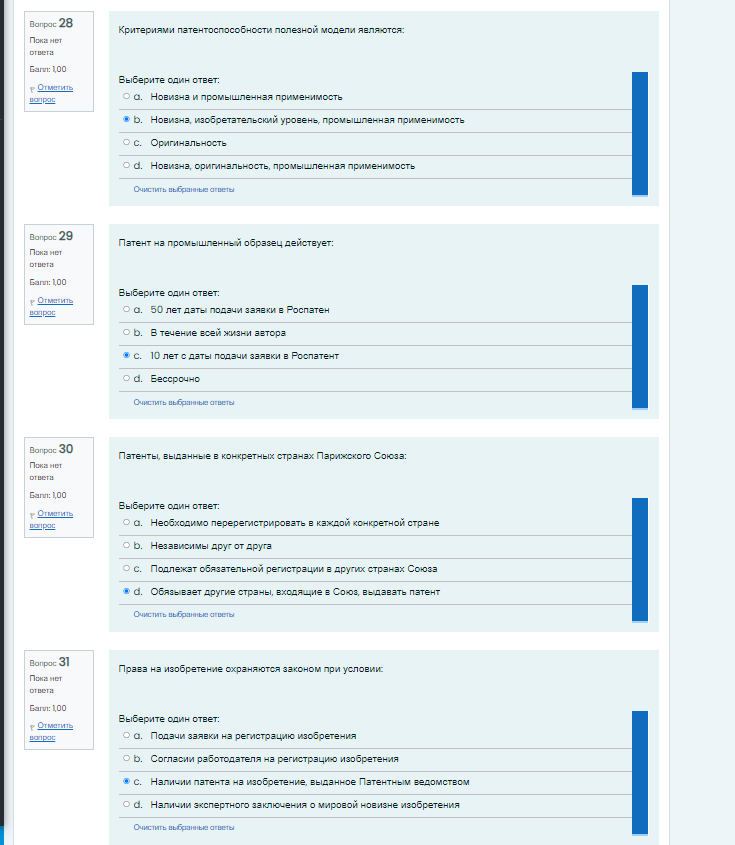 Вопрос 28
Пока нет
ответа
Балл: 1,00
Отметить
вопрос
Критериями патентоспособности полезной модели являются:
Выберите один ответ:
a. Новизна и промышленная применимость
b. Новизна, изобретательский уровень, промышленная применимость
c. Оригинальность
d. Новизна, оригинальность, промышленная применимость
Очистить выбранные ответы
Вопрос 29
Пока нет
ответа
Балл: 1,00
Отметить
вопрос
Патент на промышленный образец действует:
Выберите один ответ:
a. 50 лет даты подачи заявки в Роспатен
b. В течение всей жизни автора
c. 10 лет с даты подачи заявки в Роспатент
d. Бессрочно
Очистить выбранные ответы
Вопрос 30
Пока нет
ответа
Балл: 1,00
Отметить
вопрос
Патенты, выданные в конкретных странах Парижского Союза:
Выберите один ответ:
a. Необходимо перерегистрировать в каждой конкретной стране
b. Независимы друг от друга
c. Подлежат обязательной регистрации в других странах Союза
d. Обязывает другие страны, входящие в Союз, выдавать патент
Очистить выбранные ответы
Вопрос 31
Пока нет
ответа
Балл: 1,00
Отметить
вопрос
Права на изобретение охраняются законом при условии:
Выберите один ответ:
a. Подачи заявки на регистрацию изобретения
b. Согласии работодателя на регистрацию изобретения
c. Наличии патента на изобретение, выданное Патентным ведомством
d. Наличии экспертного заключения о мировой новизне изобретения
Очистить выбранные ответы